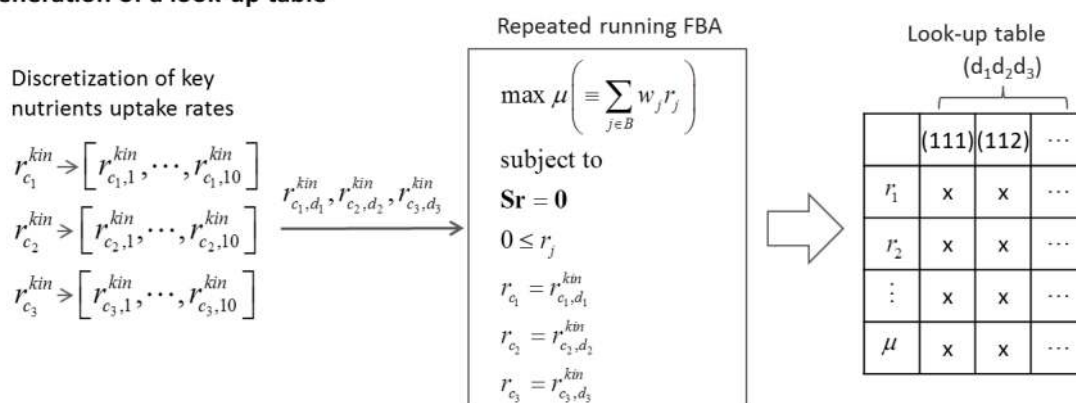 eneration of a look-up table
Discretization of key
nutrients uptake rates
r_{c_1}^{kin} → [r_{c_1,1}^{kin}, ⋯, r_{c_1,10}^{kin}]
r_{c_2}^{kin} → [r_{c_2,1}^{kin}, ⋯, r_{c_2,10}^{kin}]
r_{c_3}^{kin} → [r_{c_3,1}^{kin}, ⋯, r_{c_3,10}^{kin}]
r_{c_1,d_1}^{kin}, r_{c_2,d_2}^{kin}, r_{c_3,d_3}^{kin}
Repeated running FBA
max μ(≡ ∑_{j∈B} w_j r_j)
subject to
Sr = 0
0 ≤ r_j
r_{c_1} = r_{c_1,d_1}^{kin}
r_{c_2} = r_{c_2,d_2}^{kin}
r_{c_3} = r_{c_3,d_3}^{kin}
Look-up table
(d₁d₂d₃)
(111) (112) ⋯
r₁ x x ⋯
r₂ x x ⋯
⋮ x x ⋯
μ x x ⋯